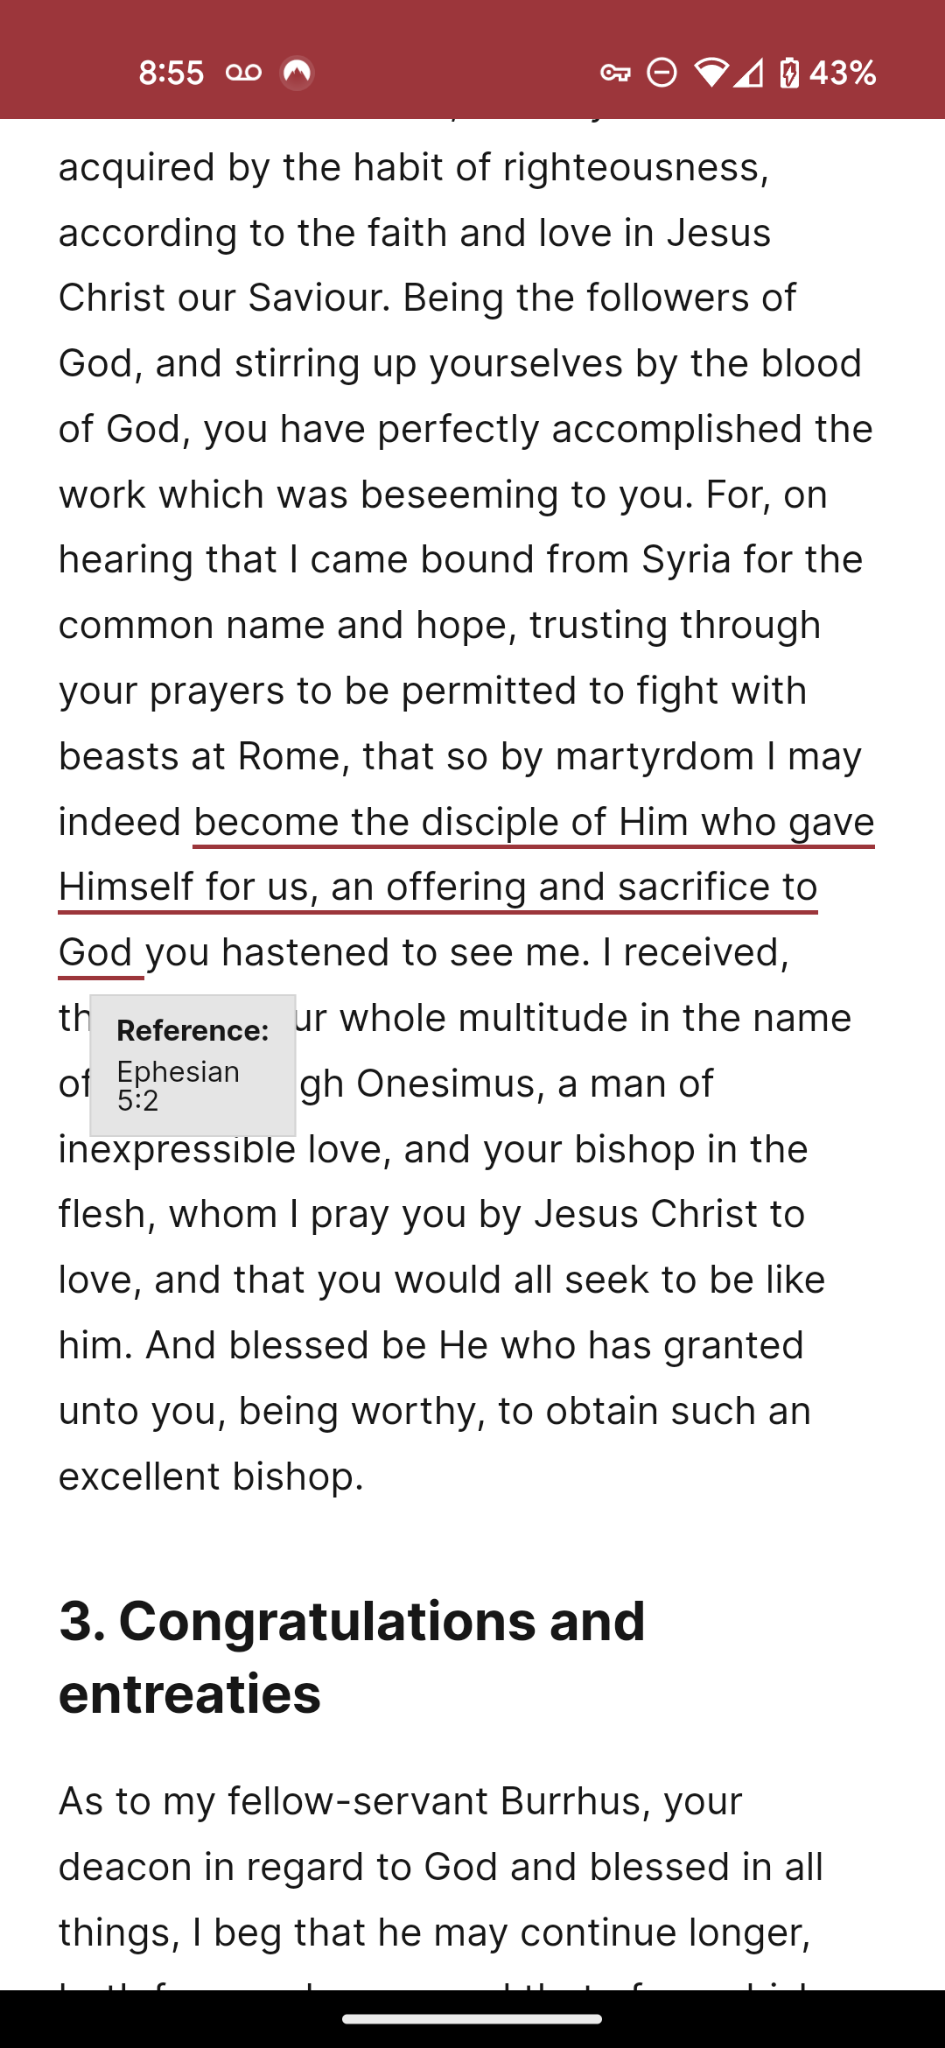 8:55 43%
acquired by the habit of righteousness,
according to the faith and love in Jesus
Christ our Saviour. Being the followers of
God, and stirring up yourselves by the blood
of God, you have perfectly accomplished the
work which was beseeming to you. For, on
hearing that I came bound from Syria for the
common name and hope, trusting through
your prayers to be permitted to fight with
beasts at Rome, that so by martyrdom I may
indeed become the disciple of Him who gave
Himself for us, an offering and sacrifice to
God you hastened to see me. I received,
whole multitude in the name
Reference:
Ephesian
5:2
of Onesimus, a man of
inexpressible love, and your bishop in the
flesh, whom I pray you by Jesus Christ to
love, and that you would all seek to be like
him. And blessed be He who has granted
unto you, being worthy, to obtain such an
excellent bishop.
3. Congratulations and
entreaties
As to my fellow-servant Burrhus, your
deacon in regard to God and blessed in all
things, I beg that he may continue longer,